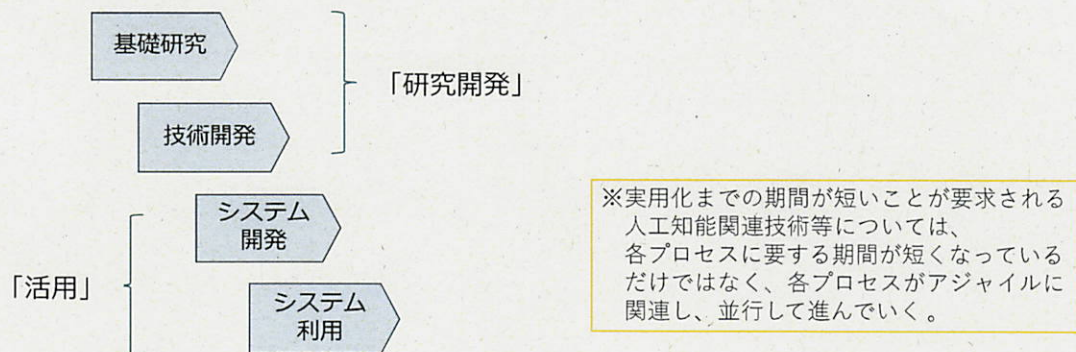 基礎研究
「研究開発」
技術開発
システム
開発
「活用」
システム
利用
※実用化までの期間が短いことが要求される
人工知能関連技術等については、
各プロセスに要する期間が短くなっている
だけではなく、各プロセスがアジャイルに
関連し、並行して進んでいく。